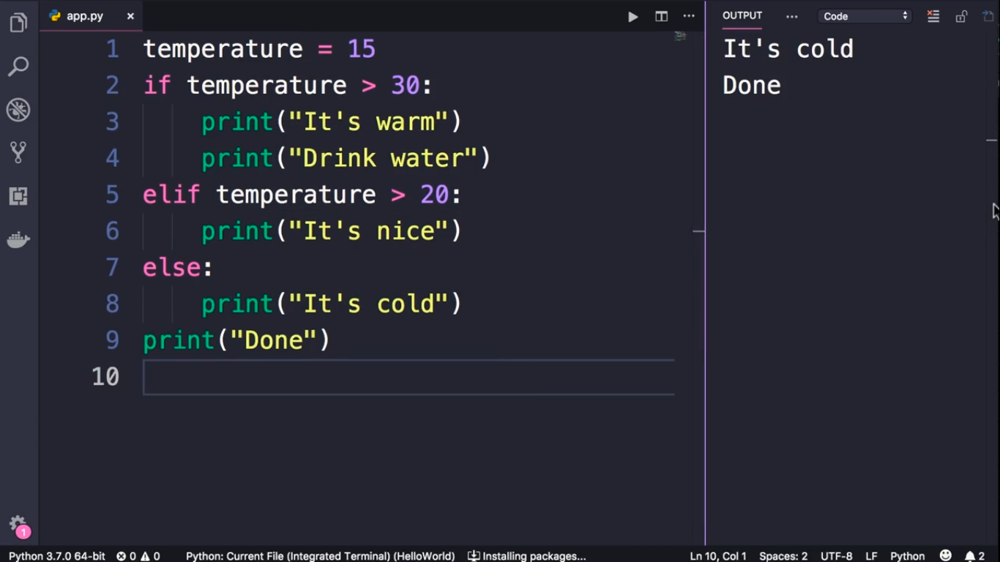 app.py
OUTPUT
Code
1 temperature = 15
2 if temperature > 30:
3     print("It's warm")
4     print("Drink water")
5 elif temperature > 20:
6     print("It's nice")
7 else:
8     print("It's cold")
9 print("Done")
10
It's cold
Done
1
Python 3.7.0 64-bit 0 0 Python: Current File (Integrated Terminal) (HelloWorld) Installing packages... Ln 10, Col 1 Spaces: 2 UTF-8 LF Python 2